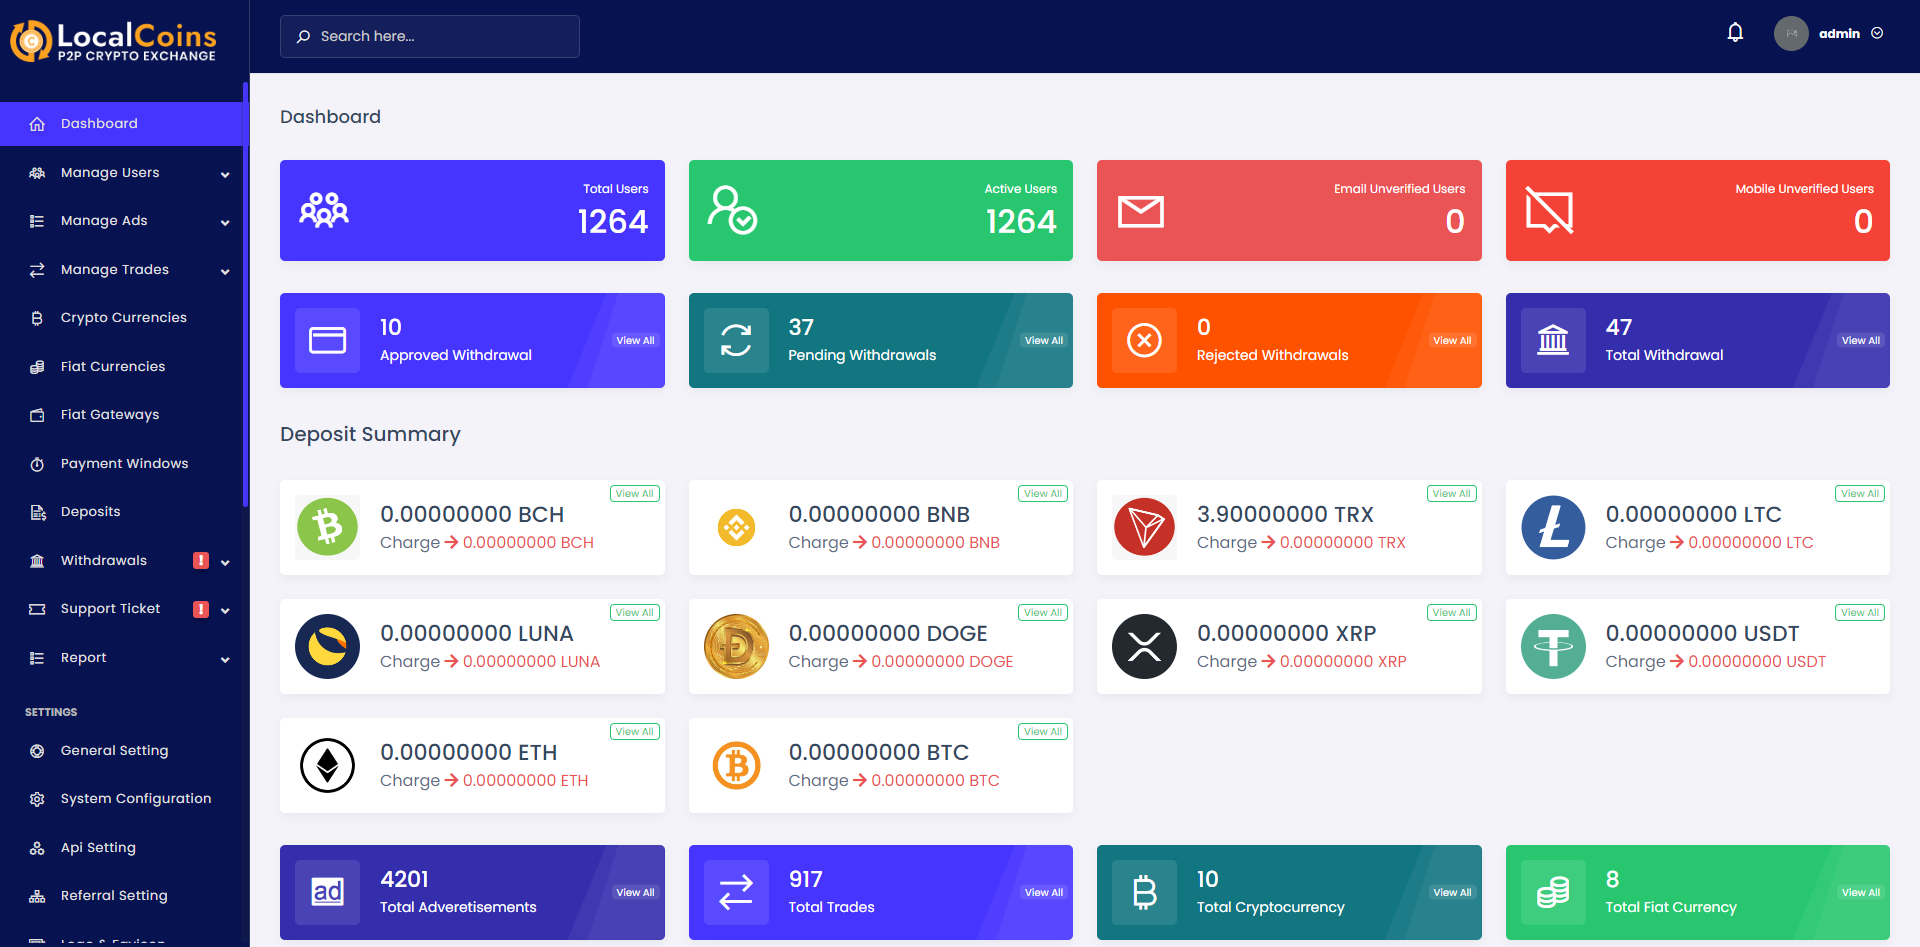 LocalCoins
P2P CRYPTO EXCHANGE
Search here...
admin
Dashboard
Manage Users
Manage Ads
Manage Trades
Crypto Currencies
Fiat Currencies
Fiat Gateways
Payment Windows
Deposits
Withdrawals
Support Ticket
Report
SETTINGS
General Setting
System Configuration
Api Setting
Referral Setting
Logo & Favicon
Dashboard
Total Users
1264
Active Users
1264
Email Unverified Users
0
Mobile Unverified Users
0
10
Approved Withdrawal
View All
37
Pending Withdrawals
View All
0
Rejected Withdrawals
View All
47
Total Withdrawal
View All
Deposit Summary
View All
0.00000000 BCH
Charge → 0.00000000 BCH
View All
0.00000000 BNB
Charge → 0.00000000 BNB
View All
3.90000000 TRX
Charge → 0.00000000 TRX
View All
0.00000000 LTC
Charge → 0.00000000 LTC
View All
0.00000000 LUNA
Charge → 0.00000000 LUNA
View All
0.00000000 DOGE
Charge → 0.00000000 DOGE
View All
0.00000000 XRP
Charge → 0.00000000 XRP
View All
0.00000000 USDT
Charge → 0.00000000 USDT
View All
0.00000000 ETH
Charge → 0.00000000 ETH
View All
0.00000000 BTC
Charge → 0.00000000 BTC
ad
4201
Total Adveretisements
View All
917
Total Trades
View All
10
Total Cryptocurrency
View All
8
Total Fiat Currency
View All